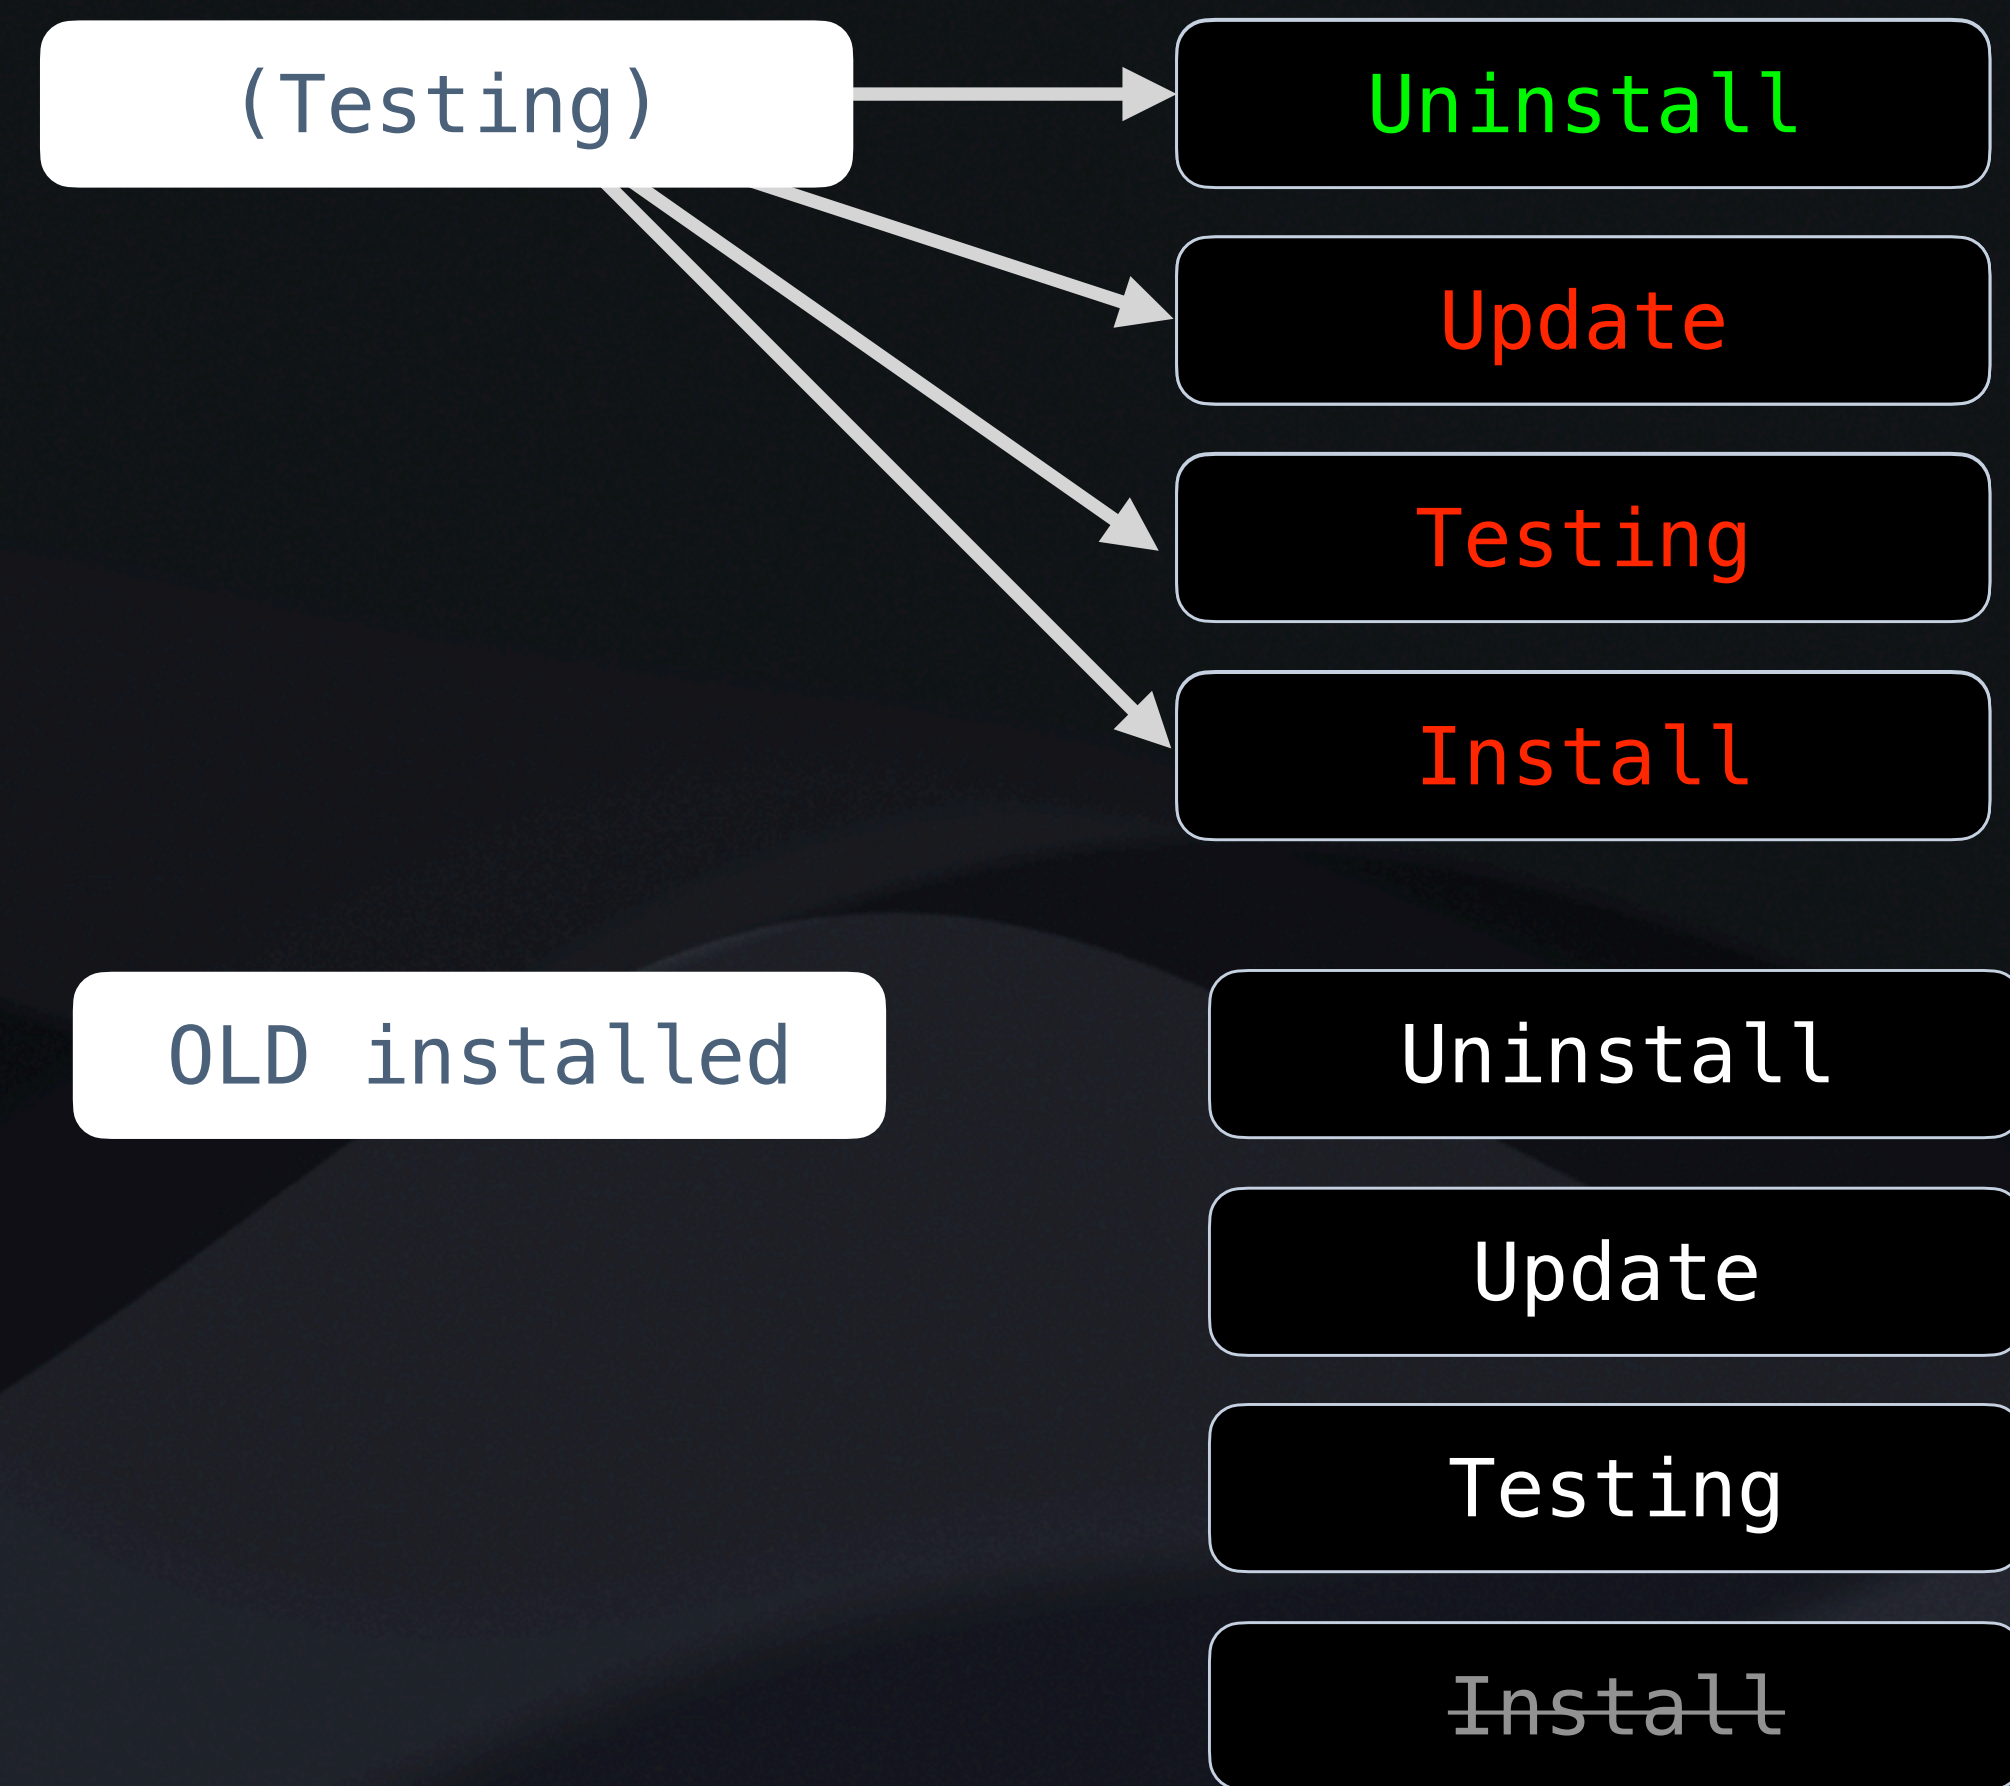 (Testing)
Uninstall
Update
Testing
Install
OLD installed
Uninstall
Update
Testing
Install